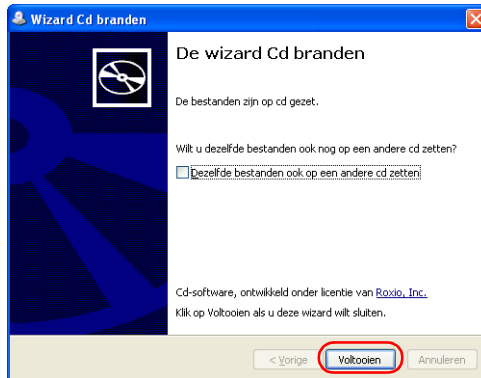 Wizard Cd branden
De wizard Cd branden
De bestanden zijn op cd gezet.
Wilt u dezelfde bestanden ook nog op een andere cd zetten?
Dezelfde bestanden ook op een andere cd zetten
Cd-software, ontwikkeld onder licentie van Roxio, Inc.
Klik op Voltooien als u deze wizard wilt sluiten.
< Vorige Voltooien Annuleren